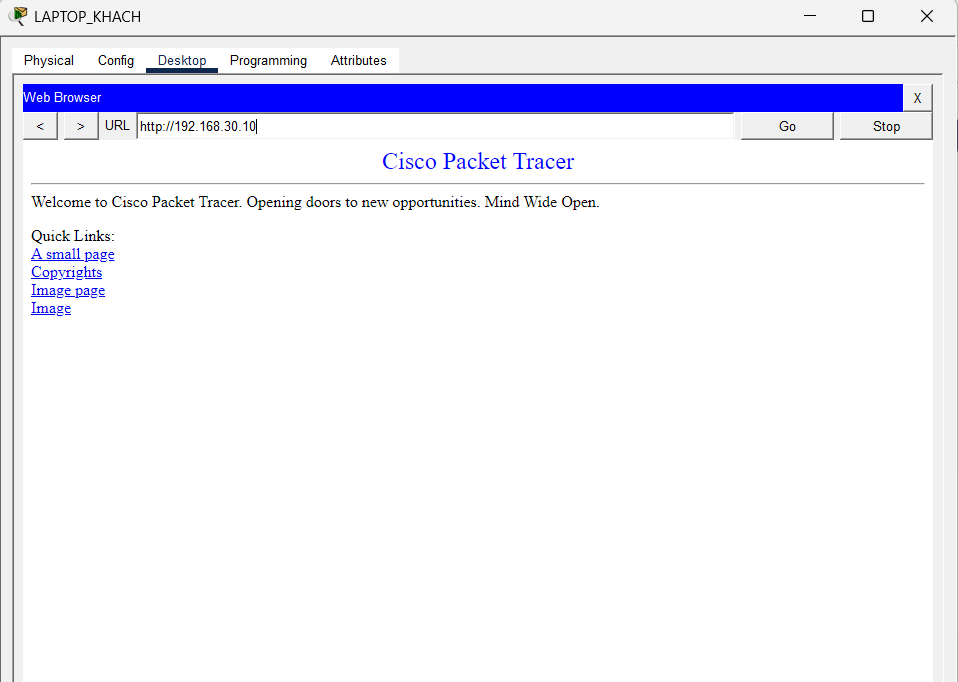 LAPTOP_KHACH
Physical Config Desktop Programming Attributes
Web Browser X
< > URL http://192.168.30.10 Go Stop
Cisco Packet Tracer
Welcome to Cisco Packet Tracer. Opening doors to new opportunities. Mind Wide Open.
Quick Links:
A small page
Copyrights
Image page
Image